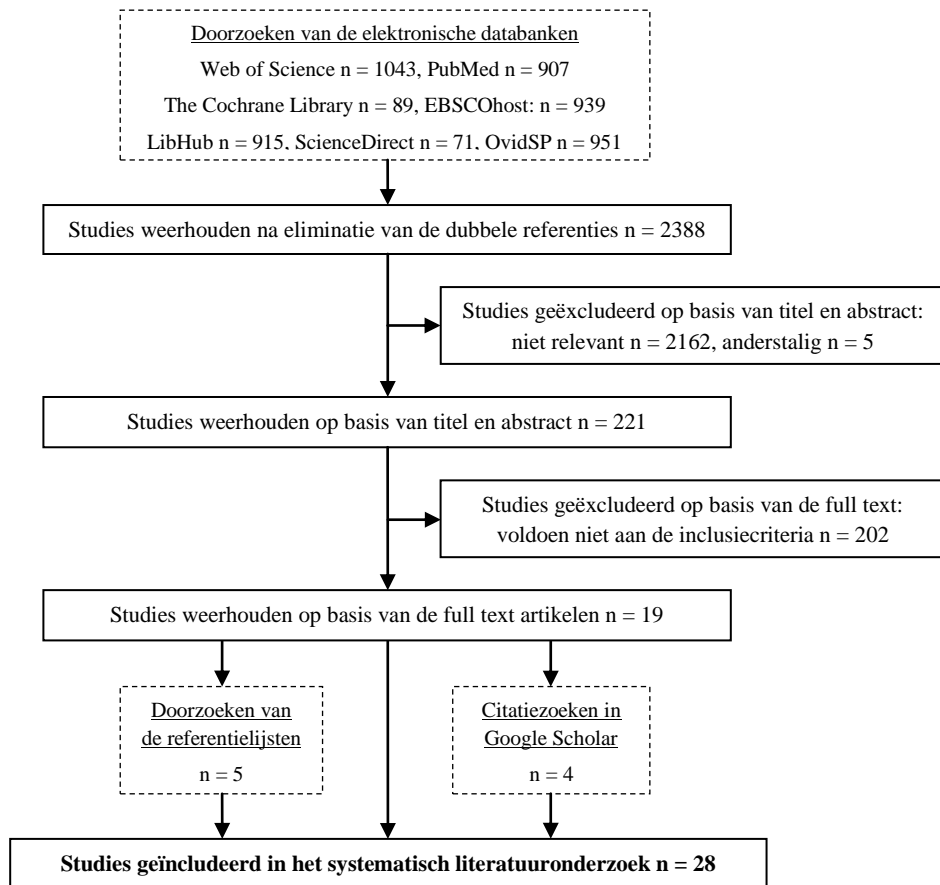 Doorzoeken van de elektronische databanken
Web of Science n = 1043, PubMed n = 907
The Cochrane Library n = 89, EBSCOhost: n = 939
LibHub n = 915, ScienceDirect n = 71, OvidSP n = 951
Studies weerhouden na eliminatie van de dubbele referenties n = 2388
Studies geëxcludeerd op basis van titel en abstract:
niet relevant n = 2162, anderstalig n = 5
Studies weerhouden op basis van titel en abstract n = 221
Studies geëxcludeerd op basis van de full text:
voldoen niet aan de inclusiecriteria n = 202
Studies weerhouden op basis van de full text artikelen n = 19
Doorzoeken van
de referentielijsten
n = 5
Citatiezoeken in
Google Scholar
n = 4
Studies geïncludeerd in het systematisch literatuuronderzoek n = 28